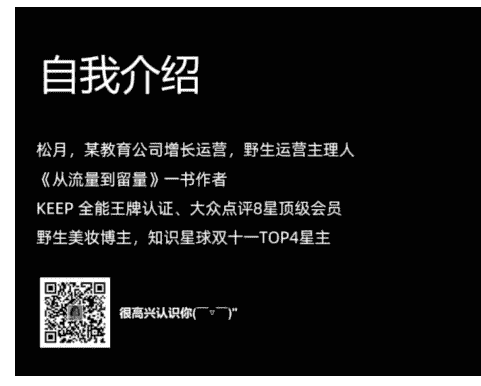 自我介绍
松月，某教育公司增长运营，野生运营主理人
《从流量到留量》一书作者
KEEP 全能王牌认证、大众点评8星顶级会员
野生美妆博主，知识星球双十一TOP4星主
很高兴认识你(￣▽￣)"